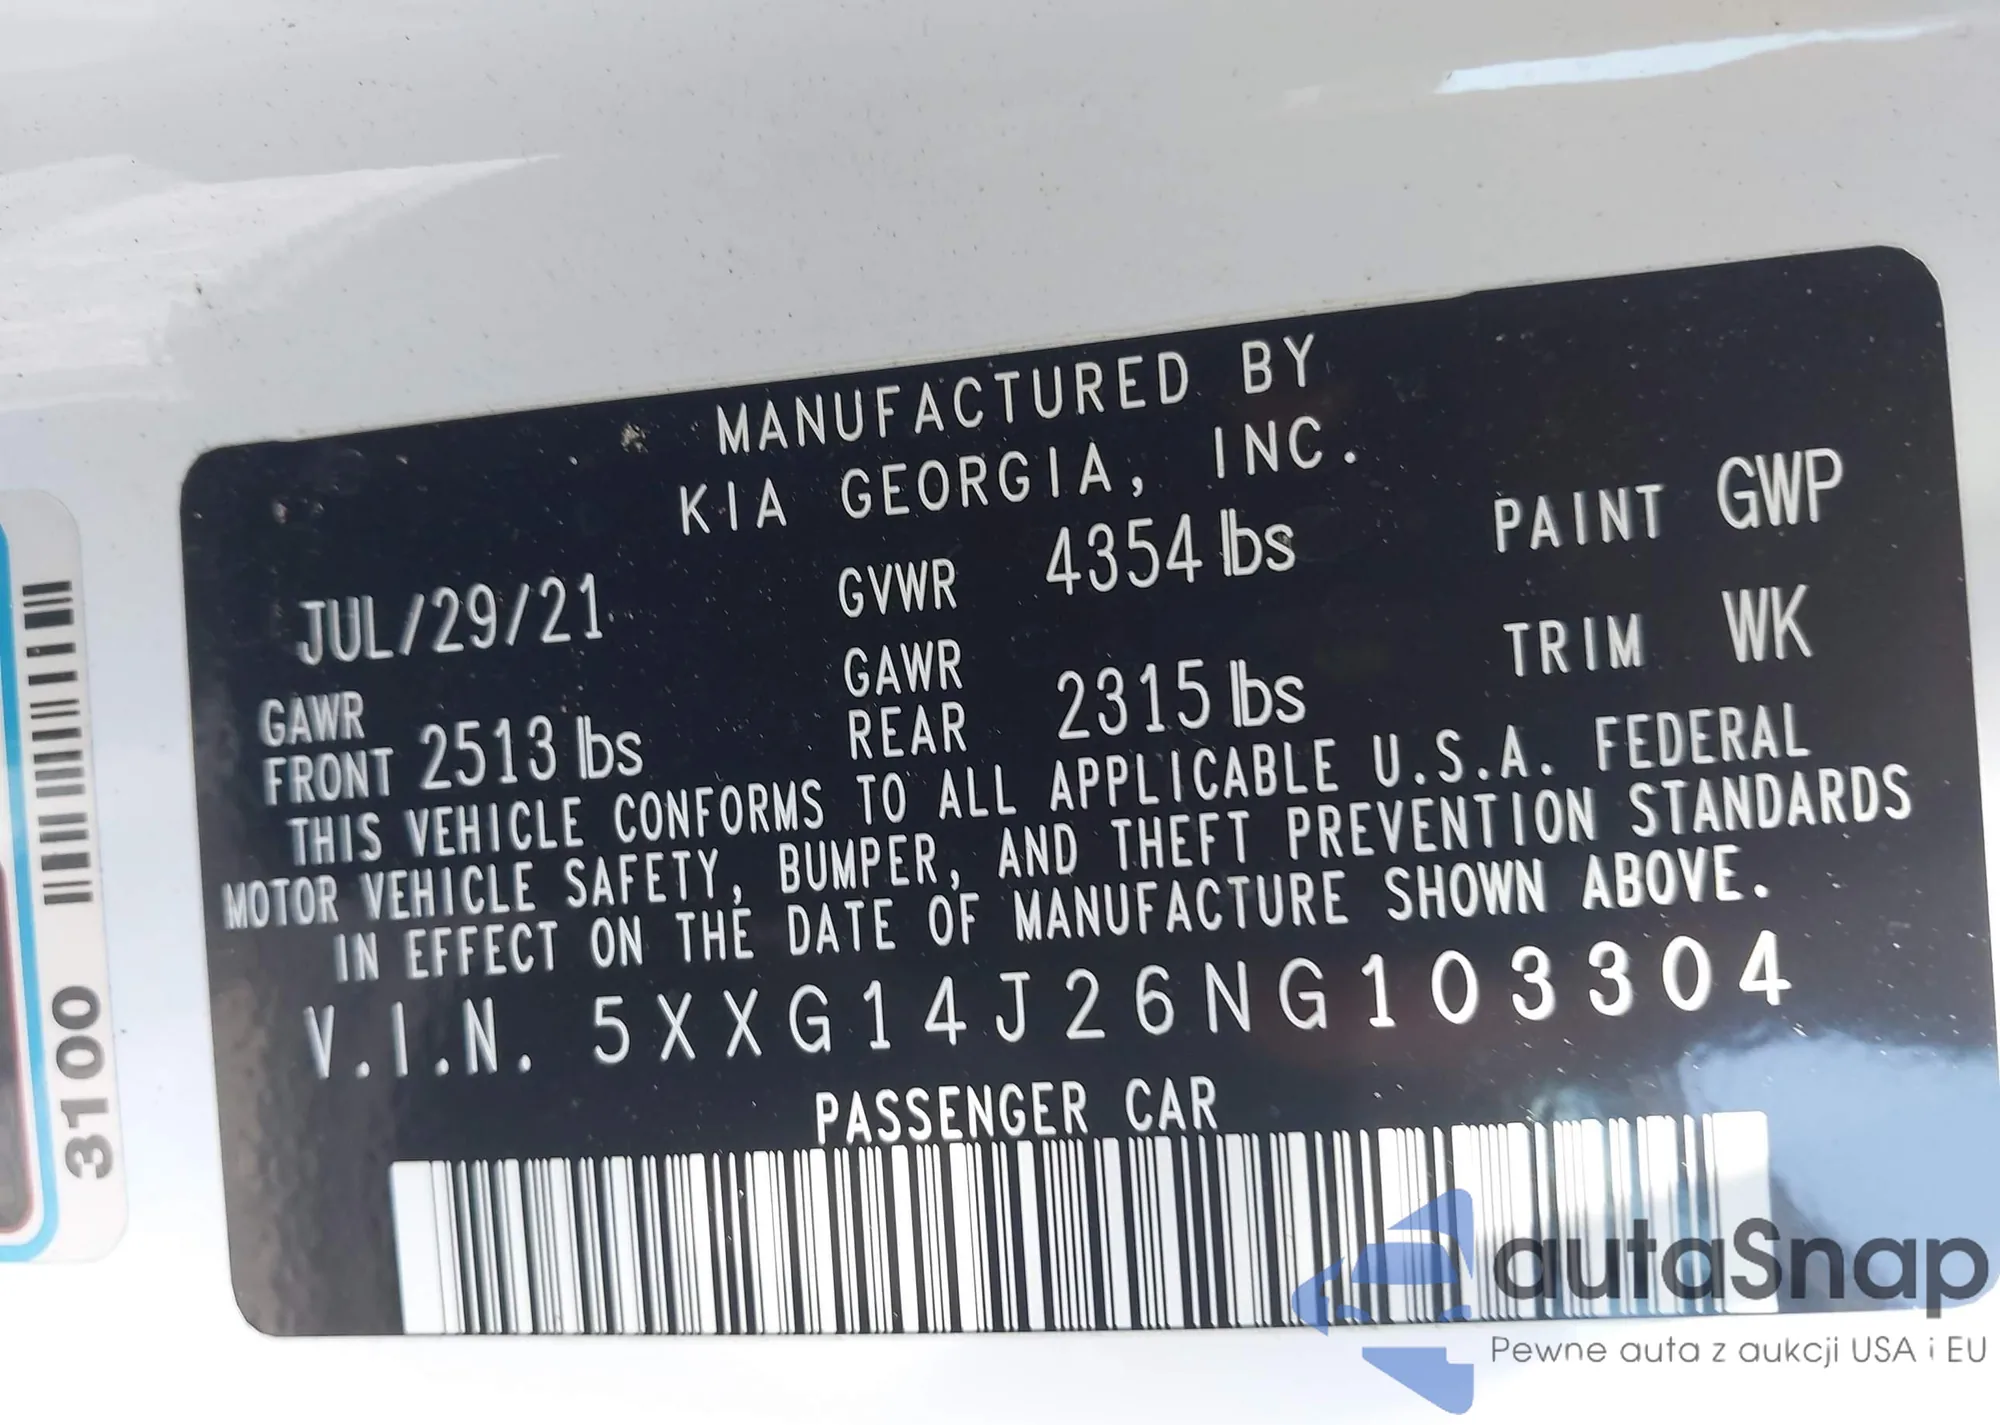 MANUFACTURED BY
KIA GEORGIA, INC.
JUL/29/21 GVWR 4354 lbs PAINT GWP
GAWR FRONT 2513 lbs GAWR REAR 2315 lbs TRIM WK
THIS VEHICLE CONFORMS TO ALL APPLICABLE U.S.A. FEDERAL
MOTOR VEHICLE SAFETY, BUMPER, AND THEFT PREVENTION STANDARDS
IN EFFECT ON THE DATE OF MANUFACTURE SHOWN ABOVE.
V.I.N. 5XXG14J26NG103304
PASSENGER CAR
3100
autaSnap
Pewne auta z aukcji USA i EU